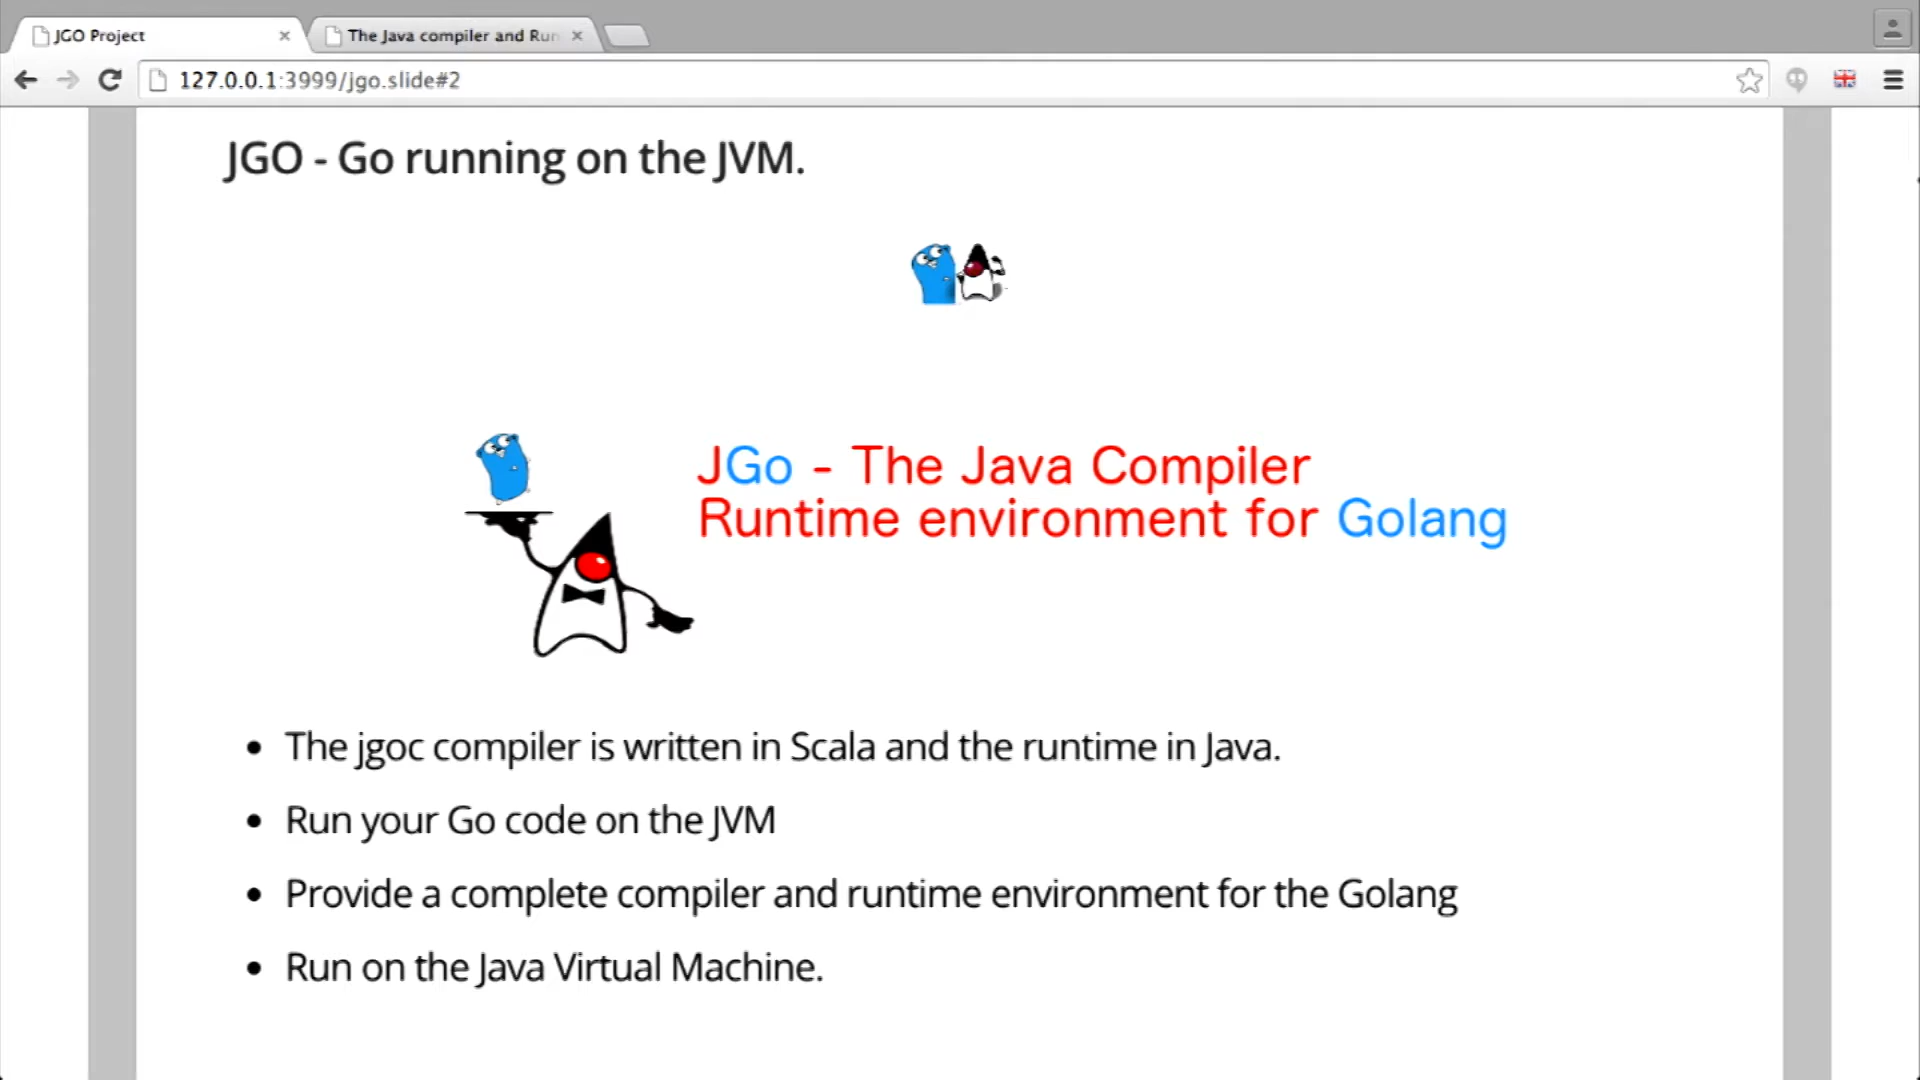 JGO Project
The Java compiler and Run
127.0.0.1:3999/jgo.slide#2
JGO - Go running on the JVM.
JGo - The Java Compiler
Runtime environment for Golang
The jgoc compiler is written in Scala and the runtime in Java.
Run your Go code on the JVM
Provide a complete compiler and runtime environment for the Golang
Run on the Java Virtual Machine.